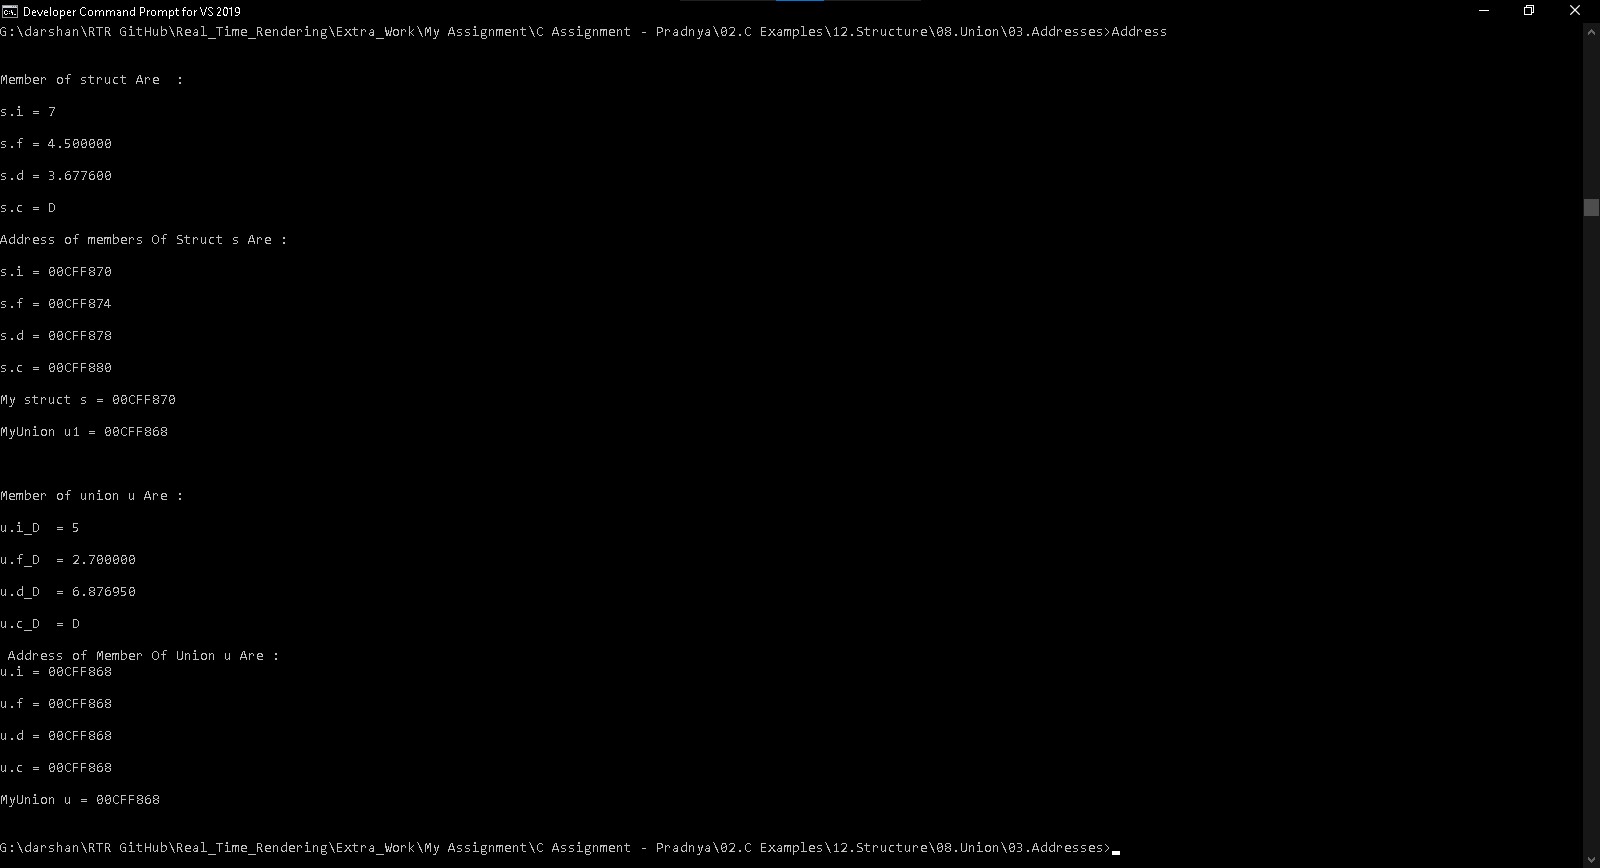 Developer Command Prompt for VS 2019
G:\darshan\RTR GitHub\Real_Time_Rendering\Extra_Work\My Assignment\C Assignment - Pradnya\02.C Examples\12.Structure\08.Union\03.Addresses>Address
Member of struct Are  :
s.i = 7
s.f = 4.500000
s.d = 3.677600
s.c = D
Address of members Of Struct s Are :
s.i = 00CFF870
s.f = 00CFF874
s.d = 00CFF878
s.c = 00CFF880
My struct s = 00CFF870
MyUnion u1 = 00CFF868
Member of union u Are :
u.i_D  = 5
u.f_D  = 2.700000
u.d_D  = 6.876950
u.c_D  = D
Address of Member Of Union u Are :
u.i = 00CFF868
u.f = 00CFF868
u.d = 00CFF868
u.c = 00CFF868
MyUnion u = 00CFF868
G:\darshan\RTR GitHub\Real_Time_Rendering\Extra_Work\My Assignment\C Assignment - Pradnya\02.C Examples\12.Structure\08.Union\03.Addresses>